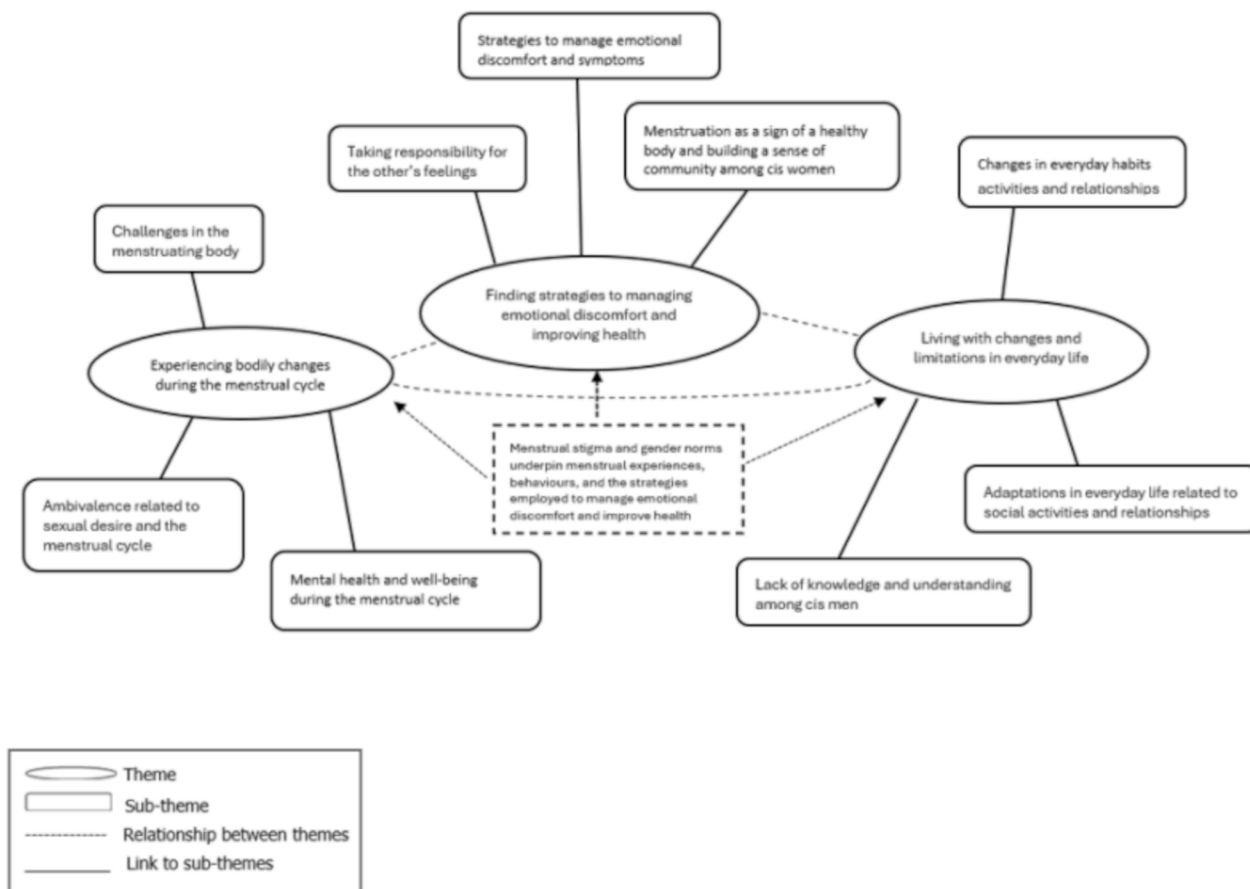 Strategies to manage emotional
discomfort and symptoms
Taking responsibility for
the other's feelings
Menstruation as a sign of a healthy
body and building a sense of
community among cis women
Changes in everyday habits
activities and relationships
Challenges in the
menstruating body
Finding strategies to managing
emotional discomfort and
improving health
Experiencing bodily changes
during the menstrual cycle
Living with changes and
limitations in everyday life
Menstrual stigma and gender norms
underpin menstrual experiences,
behaviours, and the strategies
employed to manage emotional
discomfort and improve health
Ambivalence related to
sexual desire and the
menstrual cycle
Mental health and well-being
during the menstrual cycle
Adaptations in everyday life related to
social activities and relationships
Lack of knowledge and understanding
among cis men
Theme
Sub-theme
Relationship between themes
Link to sub-themes